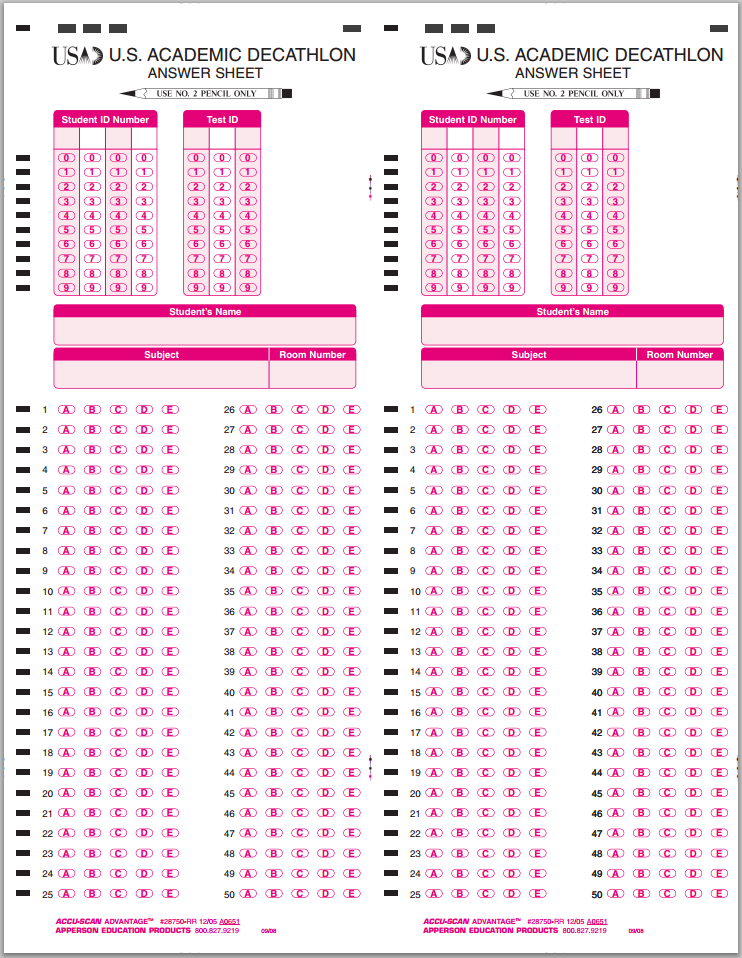 USAD U.S. ACADEMIC DECATHLON
ANSWER SHEET
USE NO. 2 PENCIL ONLY
Student ID Number Test ID
0 0 0 0 0 0 0
1 1 1 1 1 1 1
2 2 2 2 2 2 2
3 3 3 3 3 3 3
4 4 4 4 4 4 4
5 5 5 5 5 5 5
6 6 6 6 6 6 6
7 7 7 7 7 7 7
8 8 8 8 8 8 8
9 9 9 9 9 9 9
Student's Name
Subject Room Number
1 A B C D E 26 A B C D E
2 A B C D E 27 A B C D E
3 A B C D E 28 A B C D E
4 A B C D E 29 A B C D E
5 A B C D E 30 A B C D E
6 A B C D E 31 A B C D E
7 A B C D E 32 A B C D E
8 A B C D E 33 A B C D E
9 A B C D E 34 A B C D E
10 A B C D E 35 A B C D E
11 A B C D E 36 A B C D E
12 A B C D E 37 A B C D E
13 A B C D E 38 A B C D E
14 A B C D E 39 A B C D E
15 A B C D E 40 A B C D E
16 A B C D E 41 A B C D E
17 A B C D E 42 A B C D E
18 A B C D E 43 A B C D E
19 A B C D E 44 A B C D E
20 A B C D E 45 A B C D E
21 A B C D E 46 A B C D E
22 A B C D E 47 A B C D E
23 A B C D E 48 A B C D E
24 A B C D E 49 A B C D E
25 A B C D E 50 A B C D E
ACCU-SCAN ADVANTAGE™ #28750-RR 12/05 A0651
APPERSON EDUCATION PRODUCTS 800.827.9219 09/08
USAD U.S. ACADEMIC DECATHLON
ANSWER SHEET
USE NO. 2 PENCIL ONLY
Student ID Number Test ID
0 0 0 0 0 0 0
1 1 1 1 1 1 1
2 2 2 2 2 2 2
3 3 3 3 3 3 3
4 4 4 4 4 4 4
5 5 5 5 5 5 5
6 6 6 6 6 6 6
7 7 7 7 7 7 7
8 8 8 8 8 8 8
9 9 9 9 9 9 9
Student's Name
Subject Room Number
1 A B C D E 26 A B C D E
2 A B C D E 27 A B C D E
3 A B C D E 28 A B C D E
4 A B C D E 29 A B C D E
5 A B C D E 30 A B C D E
6 A B C D E 31 A B C D E
7 A B C D E 32 A B C D E
8 A B C D E 33 A B C D E
9 A B C D E 34 A B C D E
10 A B C D E 35 A B C D E
11 A B C D E 36 A B C D E
12 A B C D E 37 A B C D E
13 A B C D E 38 A B C D E
14 A B C D E 39 A B C D E
15 A B C D E 40 A B C D E
16 A B C D E 41 A B C D E
17 A B C D E 42 A B C D E
18 A B C D E 43 A B C D E
19 A B C D E 44 A B C D E
20 A B C D E 45 A B C D E
21 A B C D E 46 A B C D E
22 A B C D E 47 A B C D E
23 A B C D E 48 A B C D E
24 A B C D E 49 A B C D E
25 A B C D E 50 A B C D E
ACCU-SCAN ADVANTAGE™ #28750-RR 12/05 A0651
APPERSON EDUCATION PRODUCTS 800.827.9219 09/08